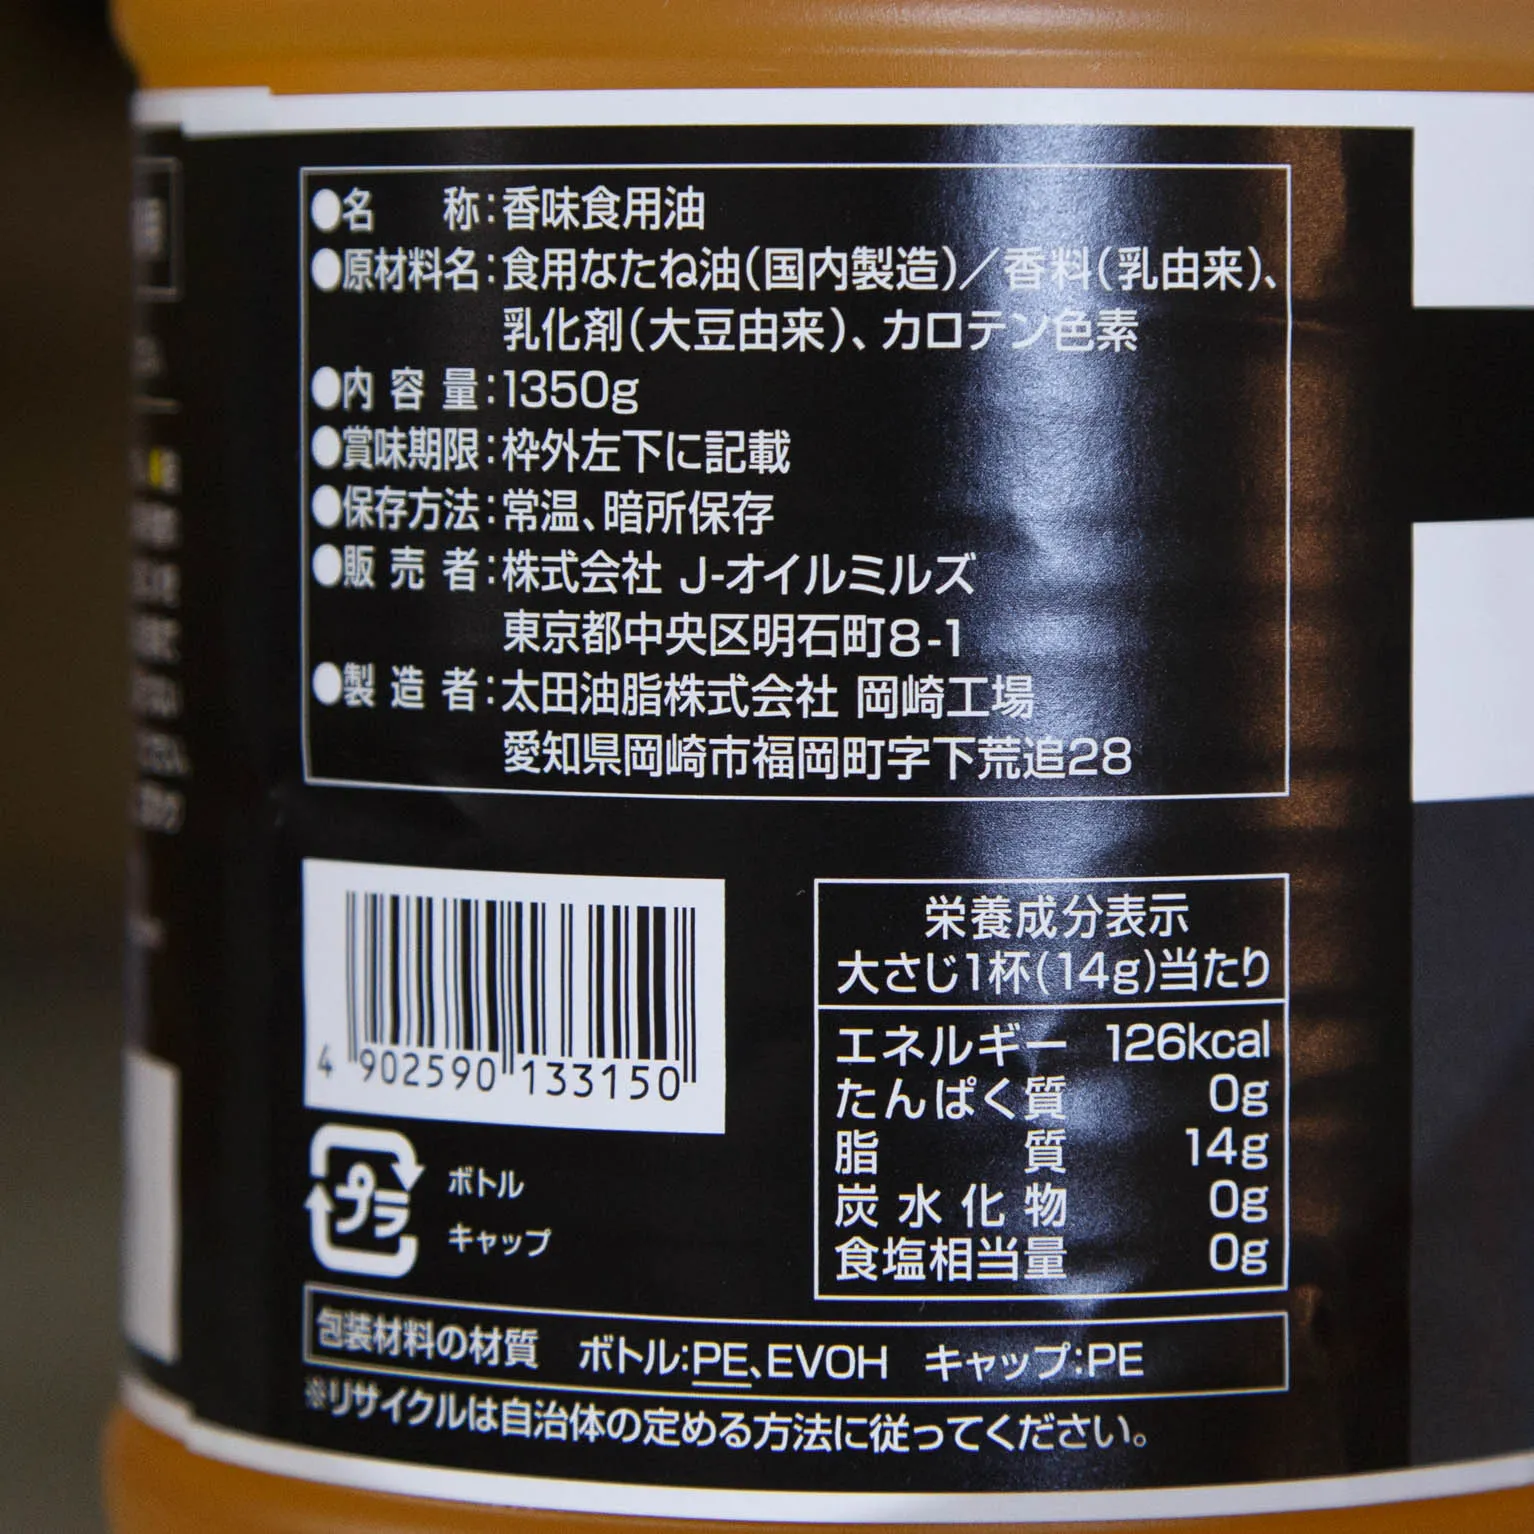 ●名称：香味食用油
●原材料名：食用なたね油（国内製造）／香料（乳由来）、
乳化剤（大豆由来）、カロテン色素
●内容量：1350g
●賞味期限：枠外左下に記載
●保存方法：常温、暗所保存
●販売者：株式会社 J-オイルミルズ
東京都中央区明石町8-1
●製造者：太田油脂株式会社 岡崎工場
愛知県岡崎市福岡町字下荒追28
4 902590 133150
プラ
ボトル
キャップ
栄養成分表示
大さじ1杯(14g)当たり
エネルギー 126kcal
たんぱく質 0g
脂質 14g
炭水化物 0g
食塩相当量 0g
包装材料の材質 ボトル:PE、EVOH キャップ:PE
※リサイクルは自治体の定める方法に従ってください。